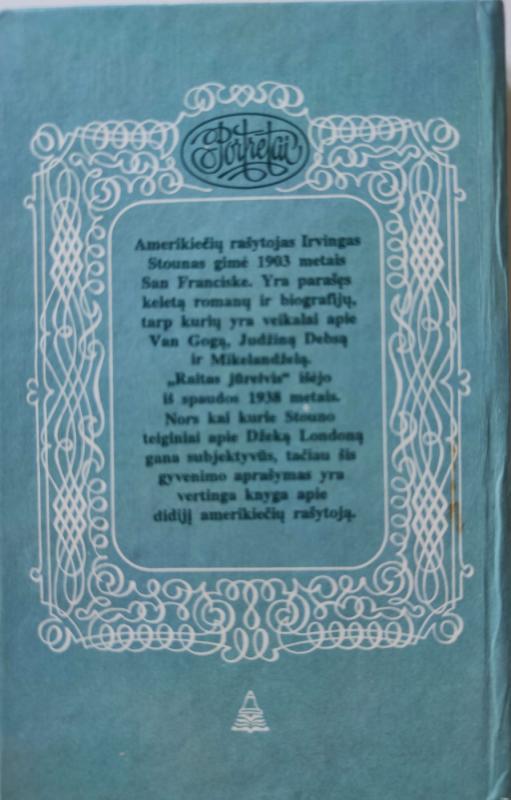 Portretai
Amerikiečių rašytojas Irvingas
Stounas gimė 1903 metais
San Franciske. Yra parašęs
keletą romanų ir biografijų,
tarp kurių yra veikalai apie
Van Gogą, Judžiną Debsą
ir Mikelandželą.
„Raitas jūreivis“ išėjo
iš spaudos 1938 metais.
Nors kai kurie Stouno
teiginiai apie Džeką Londoną
gana subjektyvūs, tačiau šis
gyvenimo aprašymas yra
vertinga knyga apie
didįjį amerikiečių rašytoją.